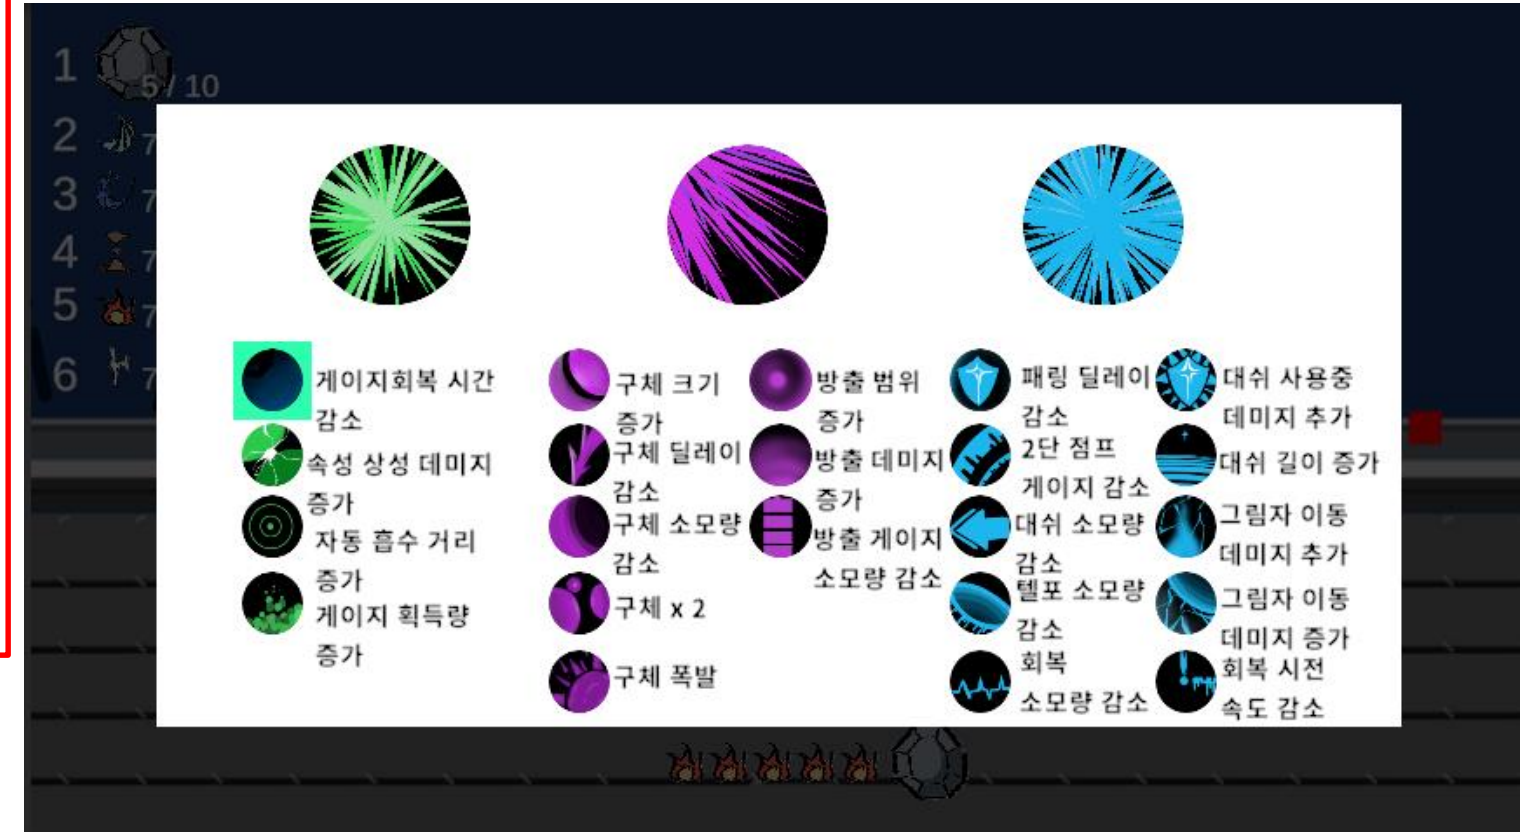 1
5 / 10
2 7
3 7
4 7
5 7
6 7
게이지회복 시간
감소
속성 상성 데미지
증가
자동 흡수 거리
증가
게이지 획득량
증가
구체 크기
증가
구체 딜레이
감소
구체 소모량
감소
구체 x 2
구체 폭발
방출 범위
증가
방출 데미지
증가
방출 게이지
소모량 감소
패링 딜레이
감소
2단 점프
게이지 감소
대쉬 소모량
감소
텔포 소모량
감소
회복
소모량 감소
대쉬 사용중
데미지 추가
대쉬 길이 증가
그림자 이동
데미지 추가
그림자 이동
데미지 증가
회복 시전
속도 감소